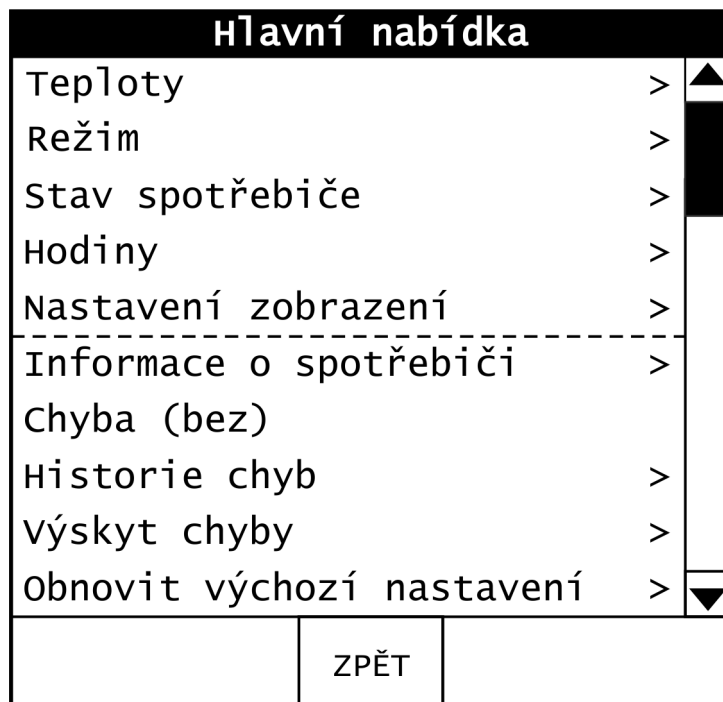 Hlavní nabídka
Teploty >
Režim >
Stav spotřebiče >
Hodiny >
Nastavení zobrazení >
Informace o spotřebiči >
Chyba (bez)
Historie chyb >
Výskyt chyby >
Obnovit výchozí nastavení >
ZPĚT